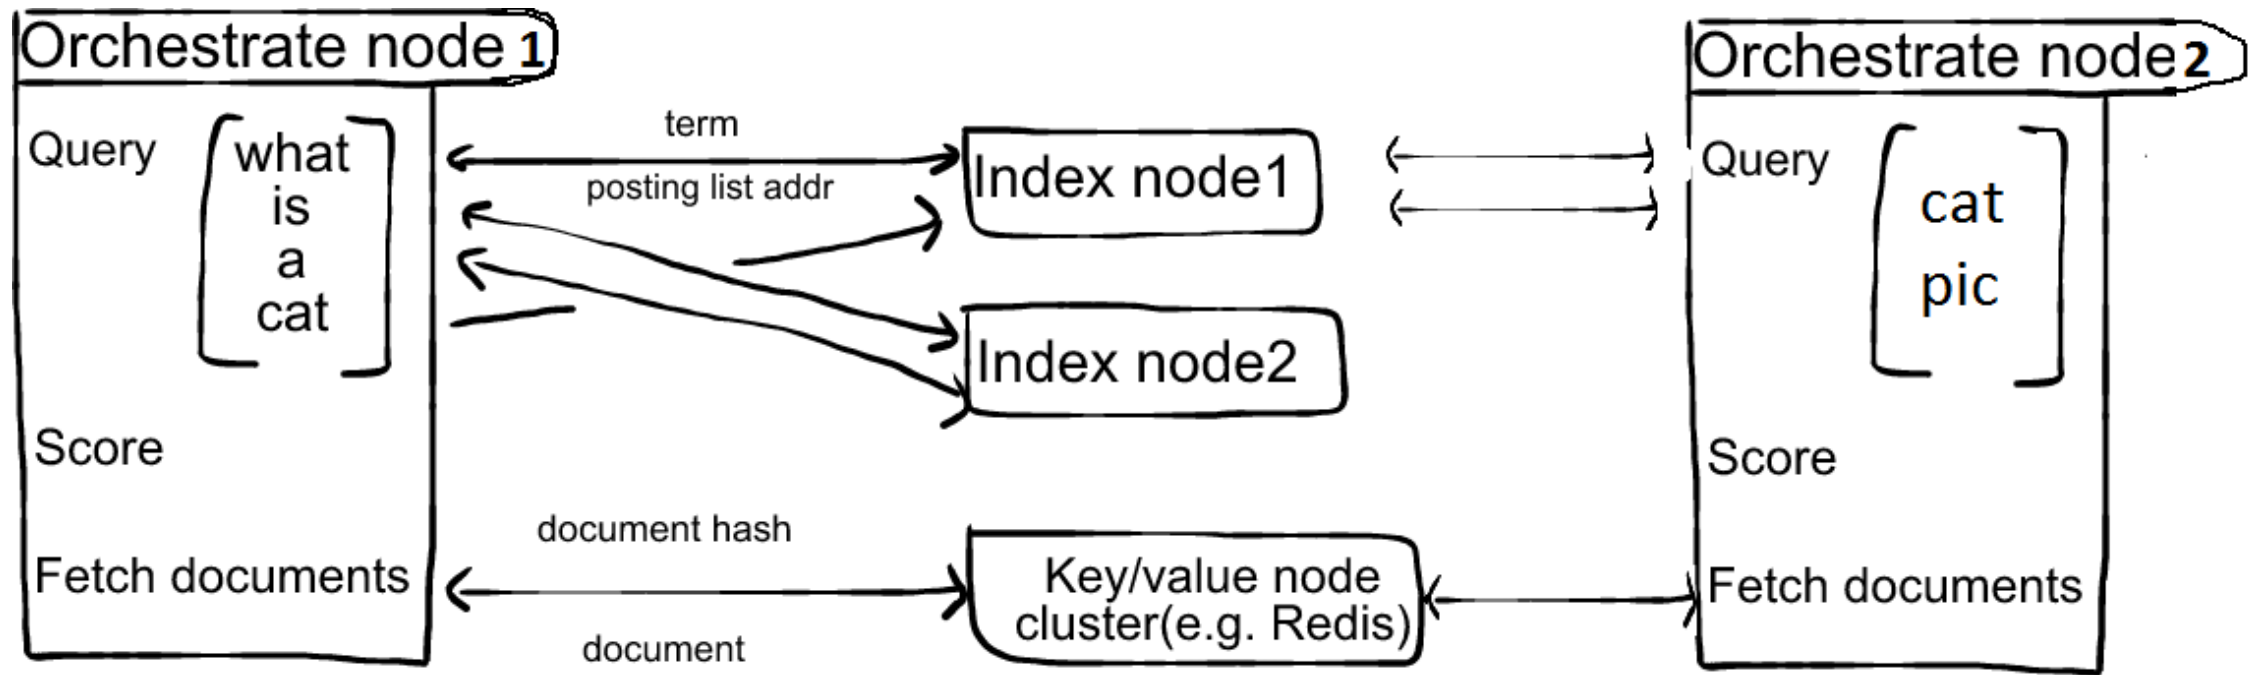 Orchestrate node 1
Query
what
is
a
cat
Score
Fetch documents
term
posting list addr
Index node1
Index node2
document hash
document
Key/value node
cluster(e.g. Redis)
Orchestrate node 2
Query
cat
pic
Score
Fetch documents